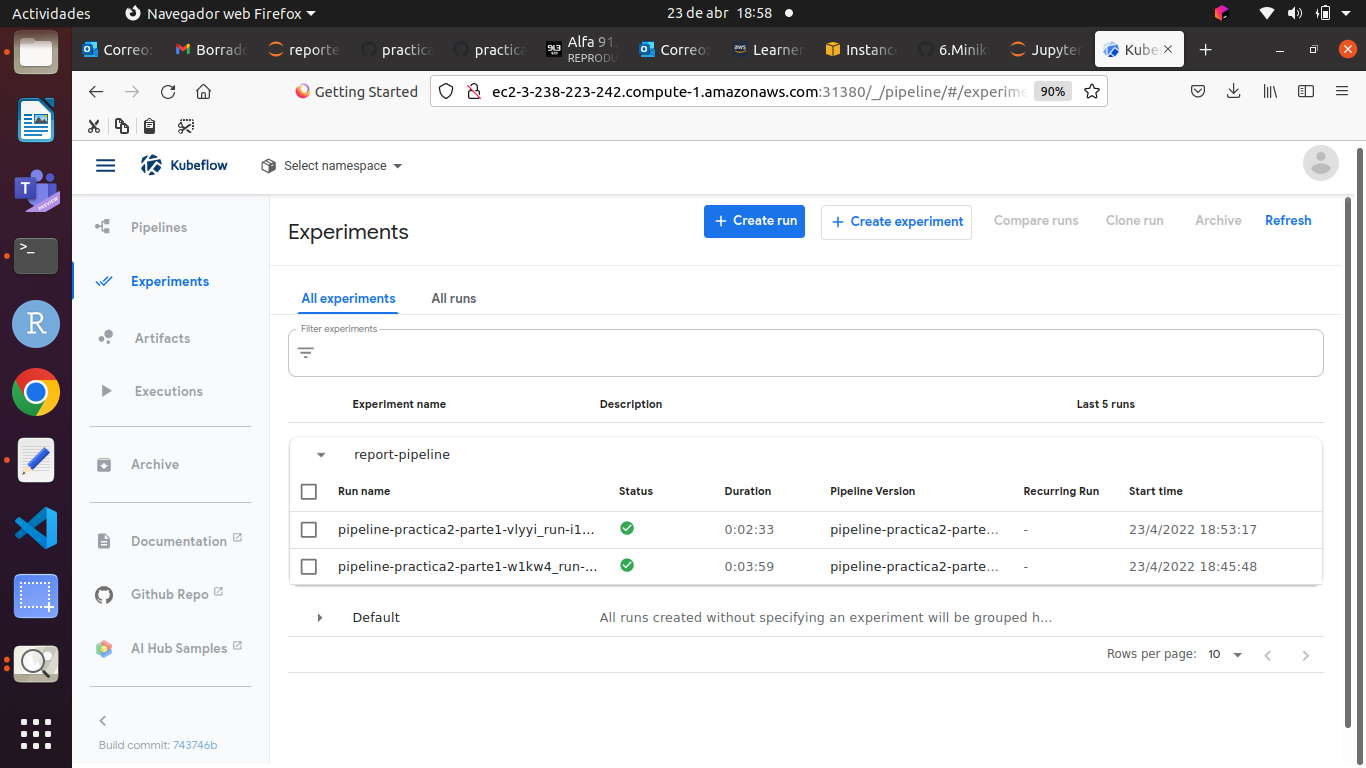 Actividades Navegador web Firefox 23 de abr 18:58
Correo: Borrado reporte practica practica Alfa 91. Correo: Learner Instance 6.Minik Jupyter Kubef
REPRODU
Getting Started ec2-3-238-223-242.compute-1.amazonaws.com:31380/_/pipeline/#/experime 90%
Kubeflow Select namespace
Pipelines
Experiments
Artifacts
Executions
Archive
Documentation
Github Repo
AI Hub Samples
Build commit: 743746b
Experiments + Create run + Create experiment Compare runs Clone run Archive Refresh
All experiments All runs
Filter experiments
Experiment name Description Last 5 runs
report-pipeline
Run name Status Duration Pipeline Version Recurring Run Start time
pipeline-practica2-parte1-vlyyi_run-i1... 0:02:33 pipeline-practica2-parte... - 23/4/2022 18:53:17
pipeline-practica2-parte1-w1kw4_run-... 0:03:59 pipeline-practica2-parte... - 23/4/2022 18:45:48
Default All runs created without specifying an experiment will be grouped h...
Rows per page: 10